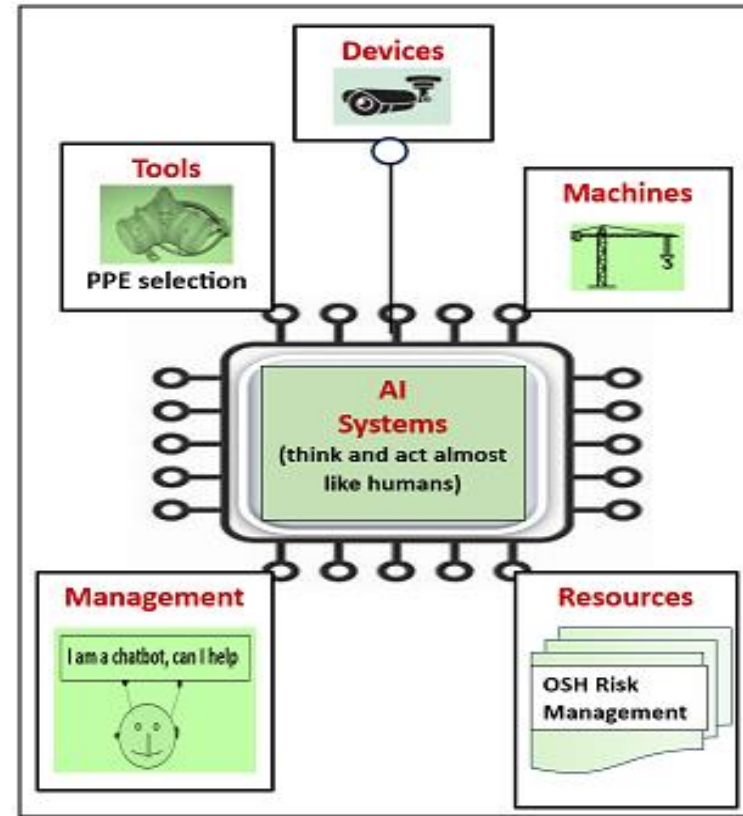 Devices
Tools
PPE selection
Machines
AI
Systems
(think and act almost
like humans)
Management
I am a chatbot, can I help
Resources
OSH Risk
Management